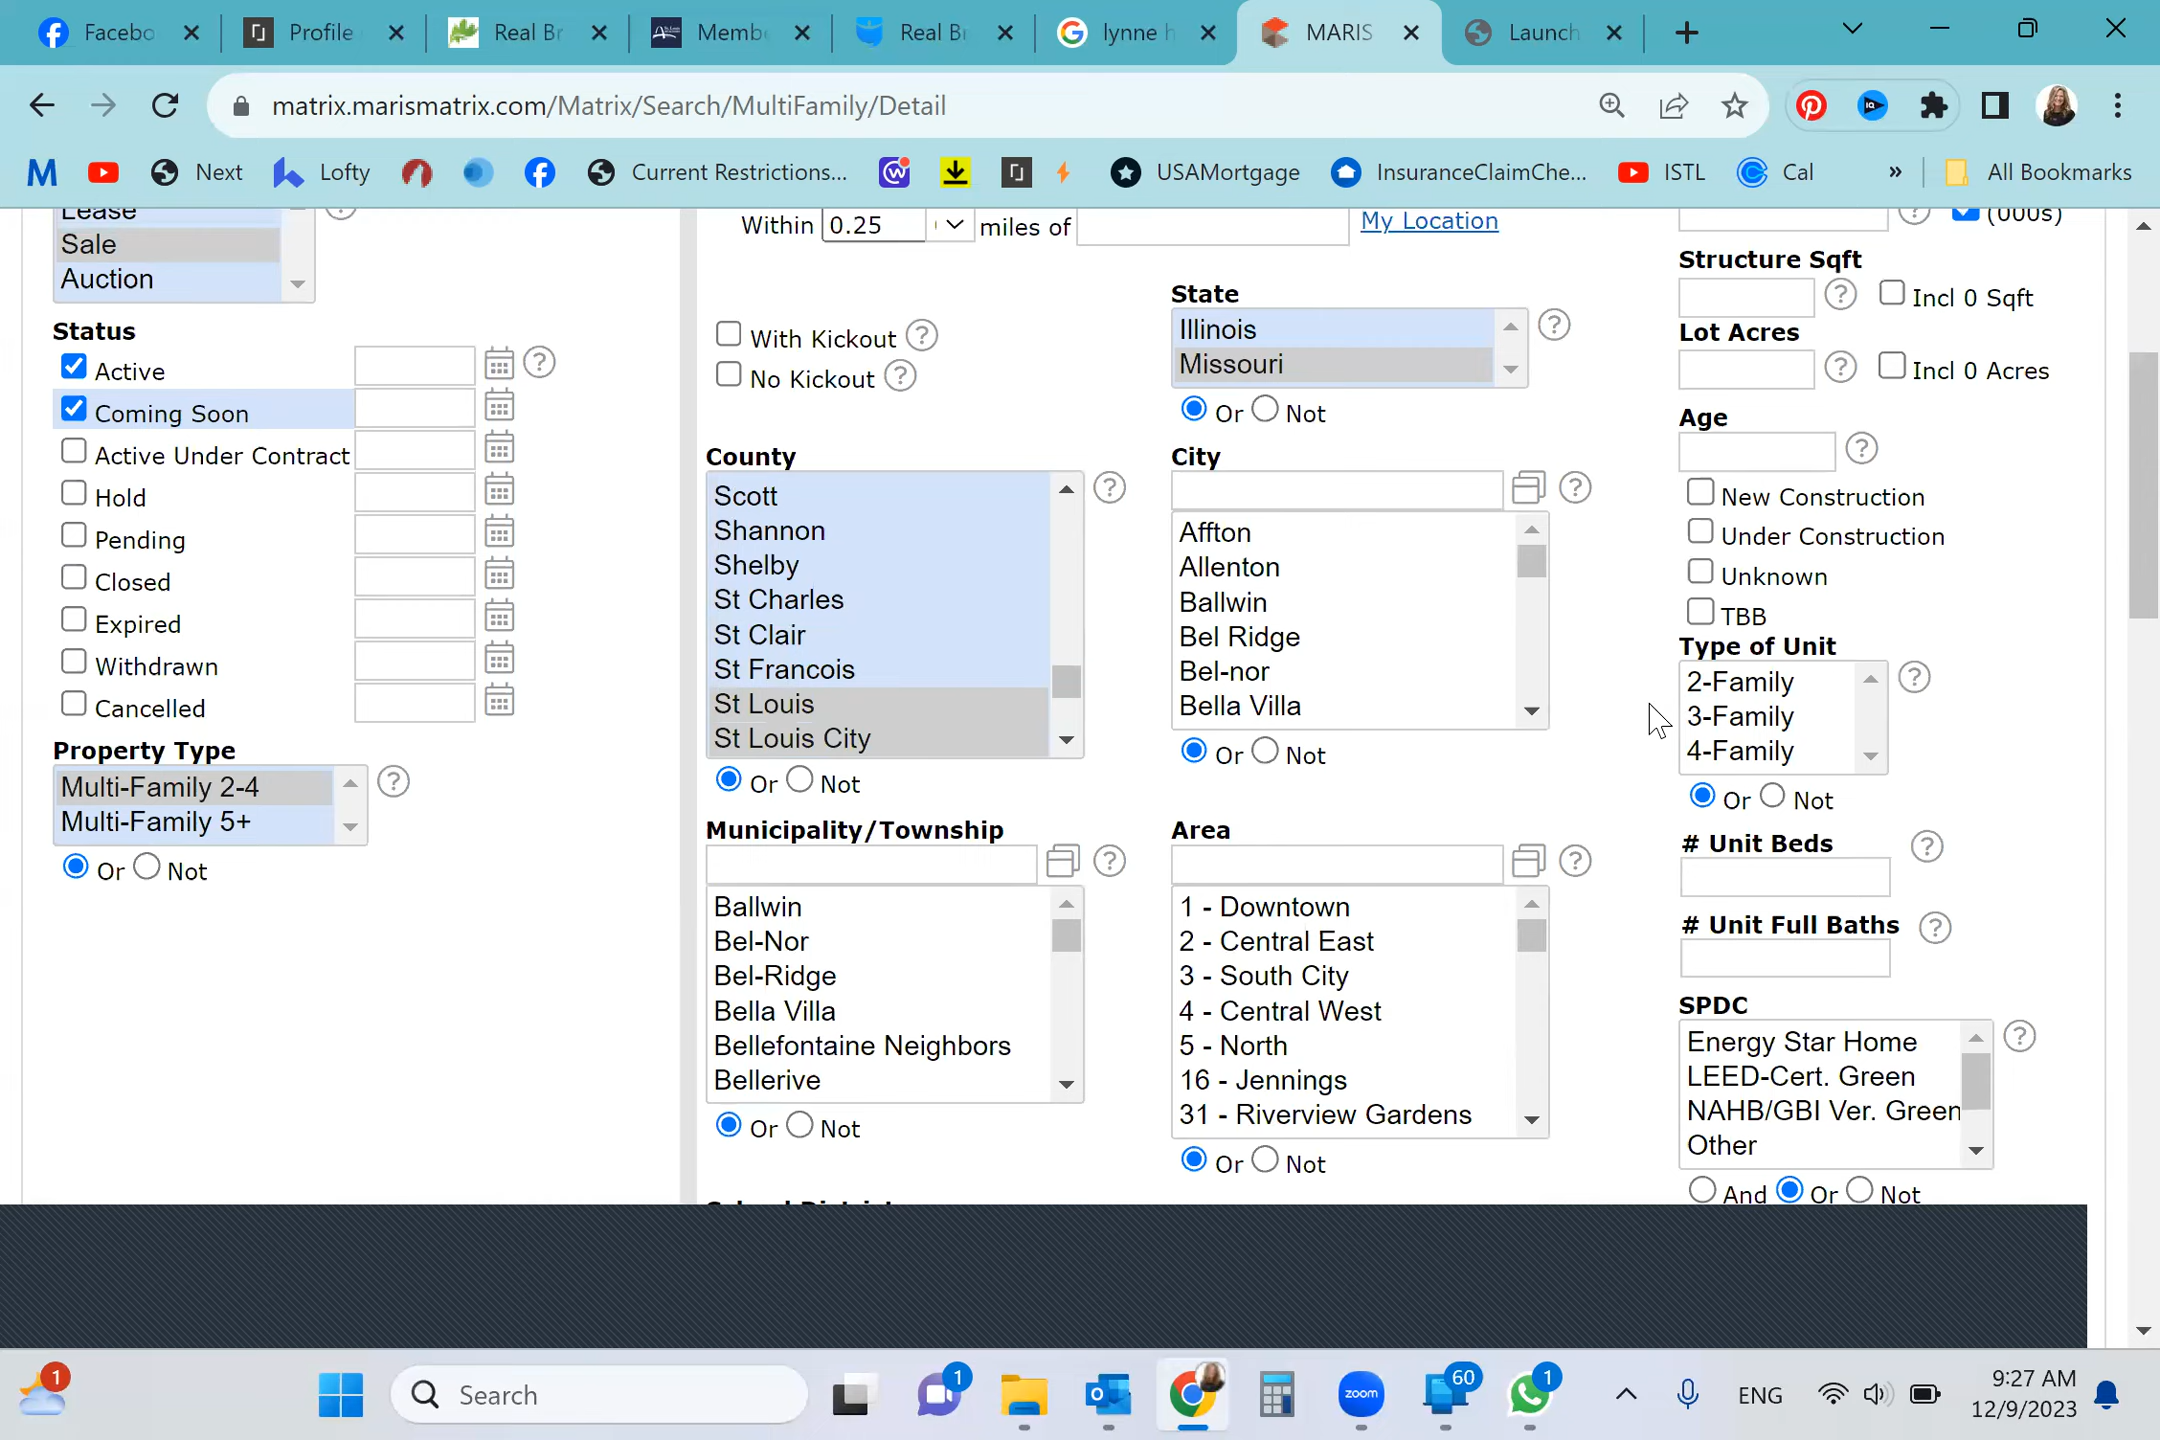 Facebo
Profile
Real Br
Membe
Real Br
lynne h
MARIS
Launch
matrix.marismatrix.com/Matrix/Search/MultiFamily/Detail
Next
Lofty
Current Restrictions...
USAMortgage
InsuranceClaimChe...
ISTL
Cal
»
All Bookmarks
Lease
Sale
Auction
Status
Active
Coming Soon
Active Under Contract
Hold
Pending
Closed
Expired
Withdrawn
Cancelled
Property Type
Multi-Family 2-4
Multi-Family 5+
Or Not
Within 0.25 miles of My Location
With Kickout
No Kickout
State
Illinois
Missouri
Or Not
County
Scott
Shannon
Shelby
St Charles
St Clair
St Francois
St Louis
St Louis City
Or Not
City
Affton
Allenton
Ballwin
Bel Ridge
Bel-nor
Bella Villa
Or Not
Municipality/Township
Ballwin
Bel-Nor
Bel-Ridge
Bella Villa
Bellefontaine Neighbors
Bellerive
Or Not
Area
1 - Downtown
2 - Central East
3 - South City
4 - Central West
5 - North
16 - Jennings
31 - Riverview Gardens
Or Not
(000s)
Structure Sqft
Incl 0 Sqft
Lot Acres
Incl 0 Acres
Age
New Construction
Under Construction
Unknown
TBB
Type of Unit
2-Family
3-Family
4-Family
Or Not
# Unit Beds
# Unit Full Baths
SPDC
Energy Star Home
LEED-Cert. Green
NAHB/GBI Ver. Green
Other
And Or Not
1
Search
1
zoom
60
1
ENG
9:27 AM
12/9/2023